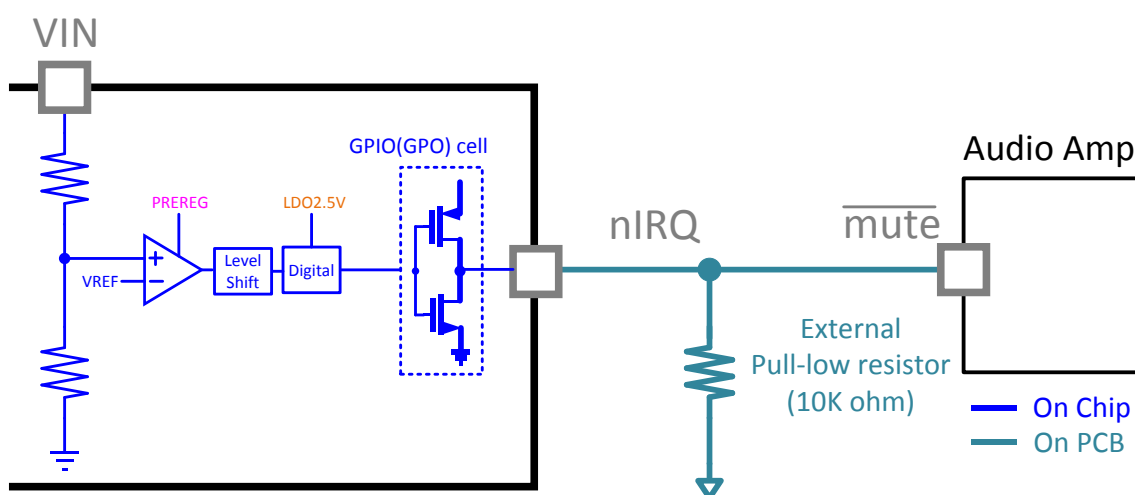 VIN
GPIO(GPO) cell
Audio Amp
PREREG
LDO2.5V
nIRQ
mute
+
Level
Shift
Digital
VREF
−
External
Pull-low resistor
(10K ohm)
On Chip
On PCB